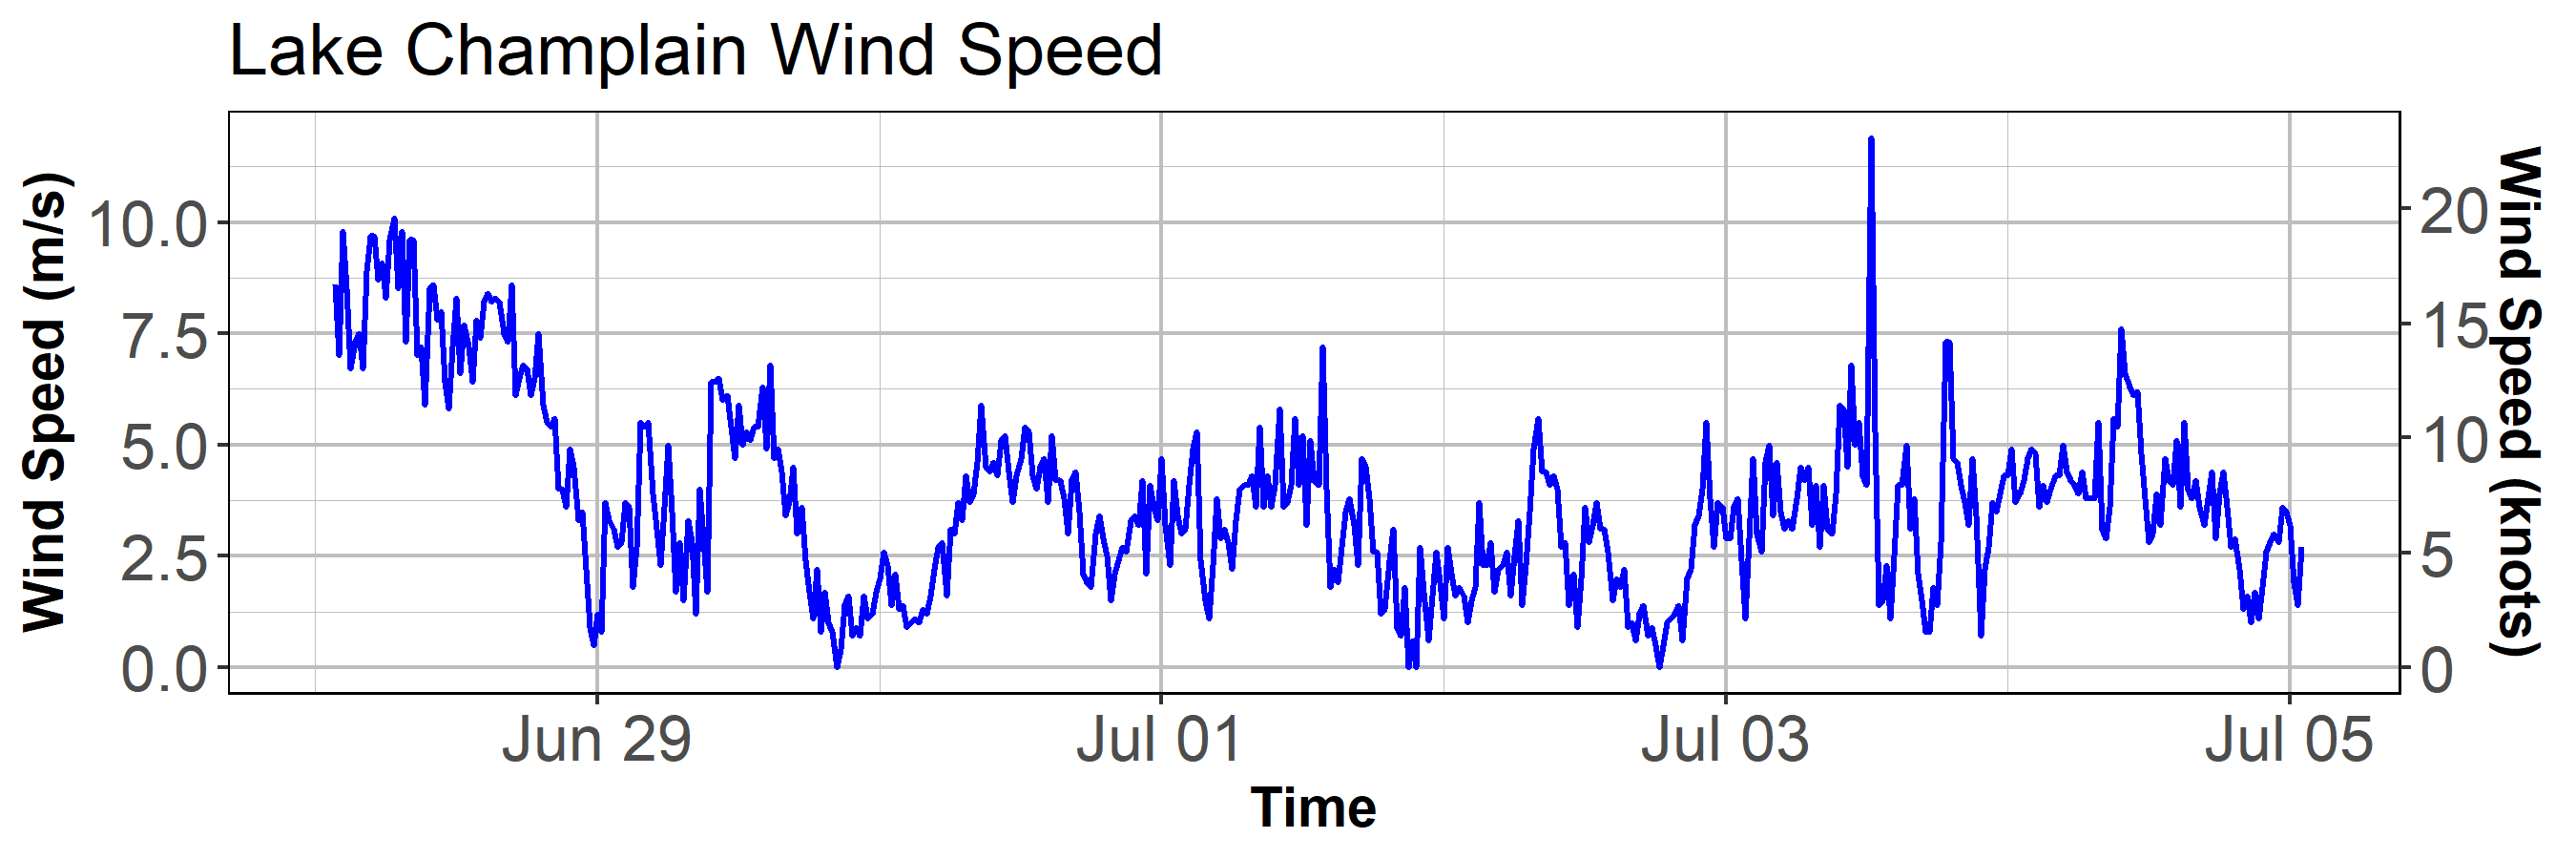 Lake Champlain Wind Speed
Wind Speed (m/s)
10.0
7.5
5.0
2.5
0.0
20
15
10
5
0
Wind Speed (knots)
Jun 29
Jul 01
Jul 03
Jul 05
Time